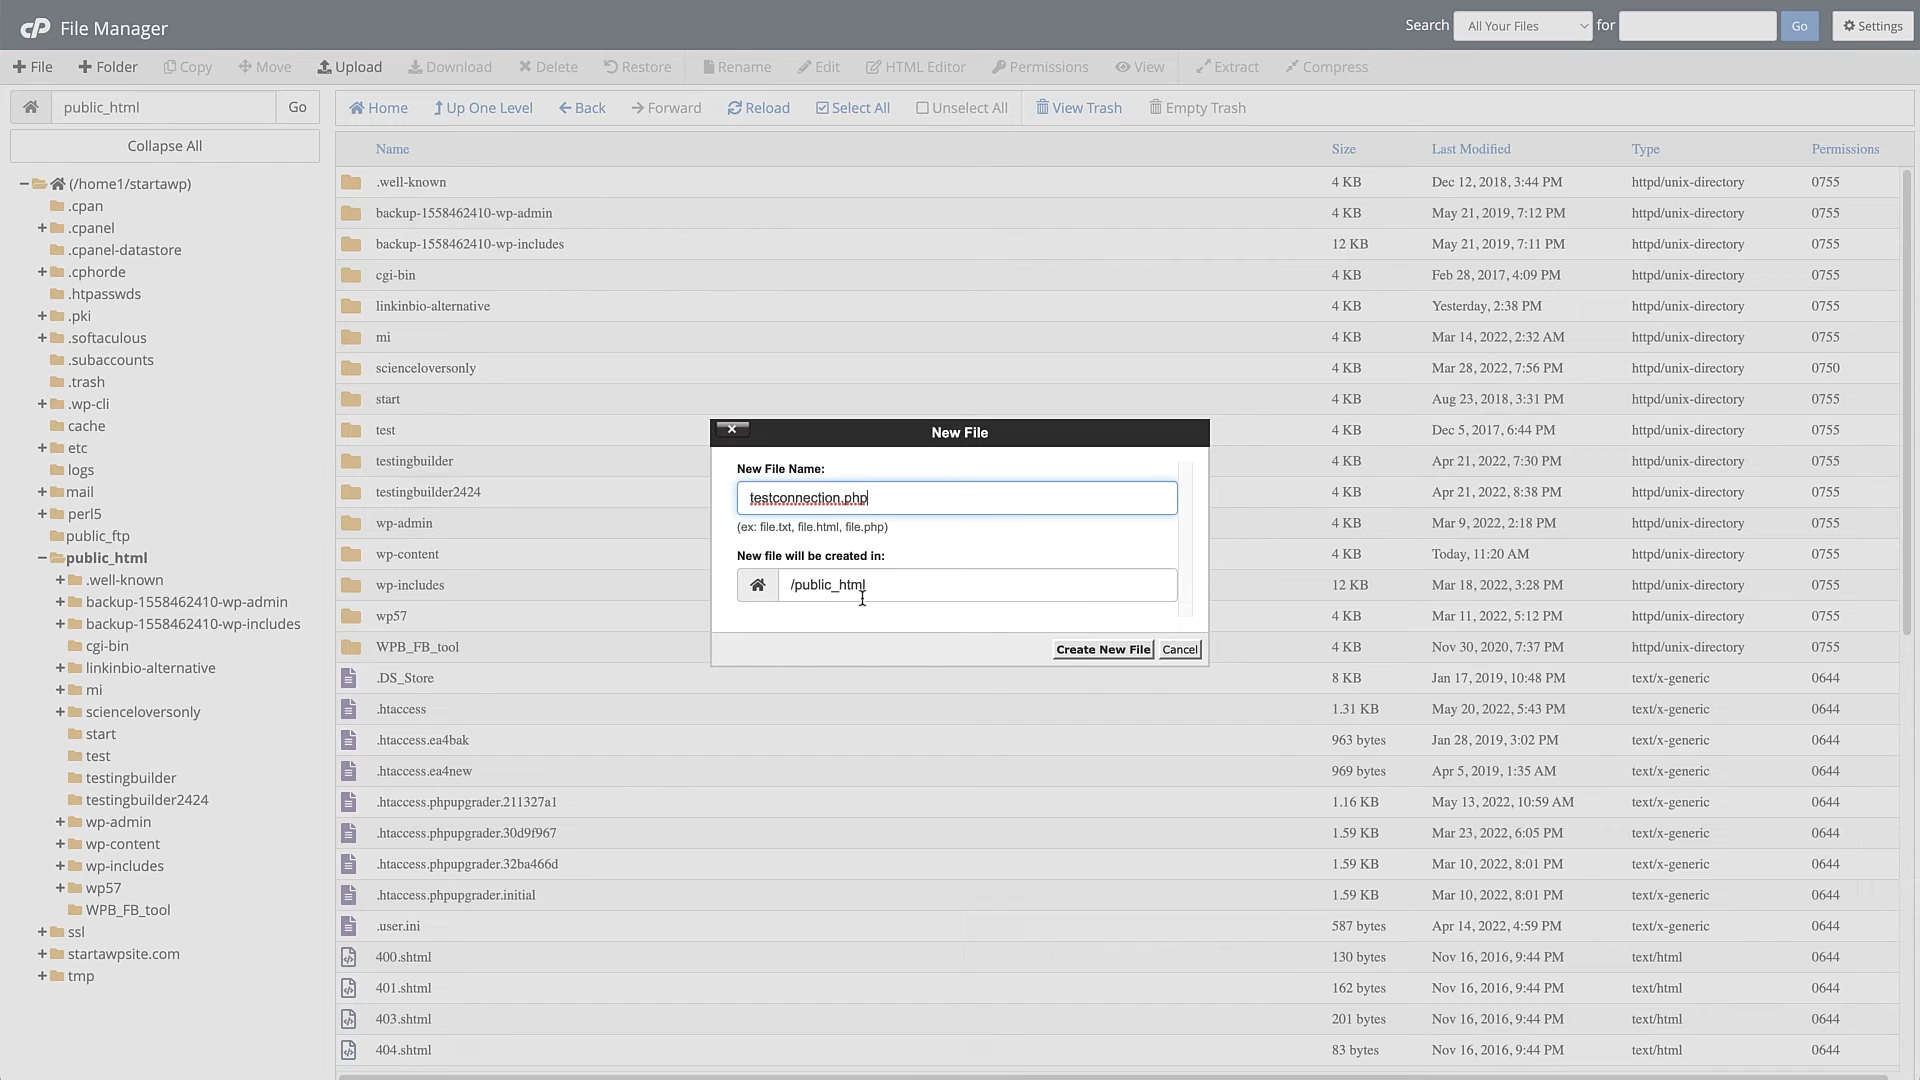 cP File Manager
Search All Your Files for Go Settings
File Folder Copy Move Upload Download Delete Restore Rename Edit HTML Editor Permissions View Extract Compress
public_html Go
Home Up One Level Back Forward Reload Select All Unselect All View Trash Empty Trash
Collapse All
(/home1/startawp)
.cpan
.cpanel
.cpanel-datastore
.cphorde
.htpasswds
.pki
.softaculous
.subaccounts
.trash
.wp-cli
cache
etc
logs
mail
perl5
public_ftp
public_html
.well-known
backup-1558462410-wp-admin
backup-1558462410-wp-includes
cgi-bin
linkinbio-alternative
mi
scienceloversonly
start
test
testingbuilder
testingbuilder2424
wp-admin
wp-content
wp-includes
wp57
WPB_FB_tool
ssl
startawpsite.com
tmp
Name Size Last Modified Type Permissions
.well-known 4 KB Dec 12, 2018, 3:44 PM httpd/unix-directory 0755
backup-1558462410-wp-admin 4 KB May 21, 2019, 7:12 PM httpd/unix-directory 0755
backup-1558462410-wp-includes 12 KB May 21, 2019, 7:11 PM httpd/unix-directory 0755
cgi-bin 4 KB Feb 28, 2017, 4:09 PM httpd/unix-directory 0755
linkinbio-alternative 4 KB Yesterday, 2:38 PM httpd/unix-directory 0755
mi 4 KB Mar 14, 2022, 2:32 AM httpd/unix-directory 0755
scienceloversonly 4 KB Mar 28, 2022, 7:56 PM httpd/unix-directory 0750
start 4 KB Aug 23, 2018, 3:31 PM httpd/unix-directory 0755
test 4 KB Dec 5, 2017, 6:44 PM httpd/unix-directory 0755
testingbuilder 4 KB Apr 21, 2022, 7:30 PM httpd/unix-directory 0755
testingbuilder2424 4 KB Apr 21, 2022, 8:38 PM httpd/unix-directory 0755
wp-admin 4 KB Mar 9, 2022, 2:18 PM httpd/unix-directory 0755
wp-content 4 KB Today, 11:20 AM httpd/unix-directory 0755
wp-includes 12 KB Mar 18, 2022, 3:28 PM httpd/unix-directory 0755
wp57 4 KB Mar 11, 2022, 5:12 PM httpd/unix-directory 0755
WPB_FB_tool 4 KB Nov 30, 2020, 7:37 PM httpd/unix-directory 0755
.DS_Store 8 KB Jan 17, 2019, 10:48 PM text/x-generic 0644
.htaccess 1.31 KB May 20, 2022, 5:43 PM text/x-generic 0644
.htaccess.ea4bak 963 bytes Jan 28, 2019, 3:02 PM text/x-generic 0644
.htaccess.ea4new 969 bytes Apr 5, 2019, 1:35 AM text/x-generic 0644
.htaccess.phpupgrader.211327a1 1.16 KB May 13, 2022, 10:59 AM text/x-generic 0644
.htaccess.phpupgrader.30d9f967 1.59 KB Mar 23, 2022, 6:05 PM text/x-generic 0644
.htaccess.phpupgrader.32ba466d 1.59 KB Mar 10, 2022, 8:01 PM text/x-generic 0644
.htaccess.phpupgrader.initial 1.59 KB Mar 10, 2022, 8:01 PM text/x-generic 0644
.user.ini 587 bytes Apr 14, 2022, 4:59 PM text/x-generic 0644
400.shtml 130 bytes Nov 16, 2016, 9:44 PM text/html 0644
401.shtml 162 bytes Nov 16, 2016, 9:44 PM text/html 0644
403.shtml 201 bytes Nov 16, 2016, 9:44 PM text/html 0644
404.shtml 83 bytes Nov 16, 2016, 9:44 PM text/html 0644
New File
New File Name:
testconnection.php
(ex: file.txt, file.html, file.php)
New file will be created in:
/public_html
Create New File Cancel